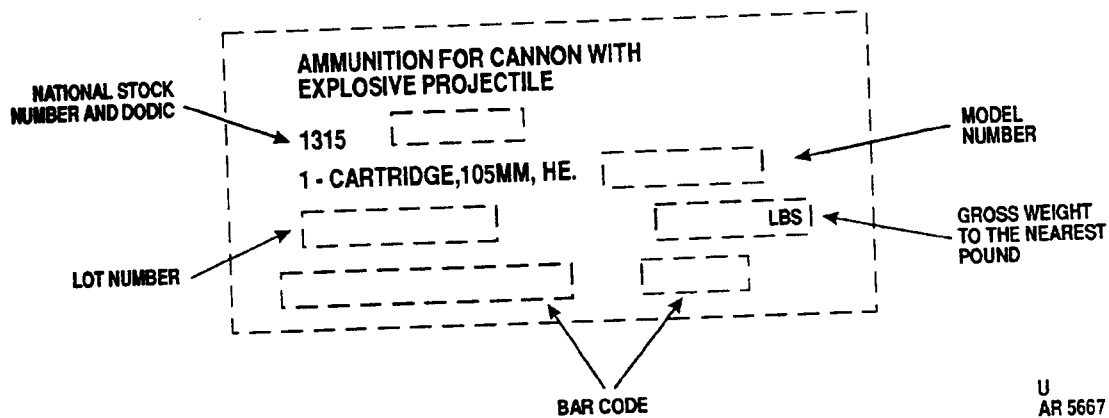 AMMUNITION FOR CANNON WITH
EXPLOSIVE PROJECTILE
NATIONAL STOCK
NUMBER AND DODIC
1315
MODEL
NUMBER
1 - CARTRIDGE,105MM, HE.
LBS
GROSS WEIGHT
TO THE NEAREST
POUND
LOT NUMBER
BAR CODE
U
AR 5667